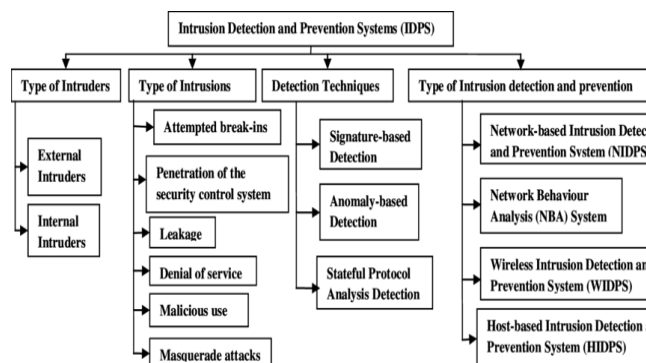 Intrusion Detection and Prevention Systems (IDPS)
Type of Intruders
Type of Intrusions
Detection Techniques
Type of Intrusion detection and prevention
External
Intruders
Internal
Intruders
Attempted break-ins
Penetration of the
security control system
Leakage
Denial of service
Malicious use
Masquerade attacks
Signature-based
Detection
Anomaly-based
Detection
Stateful Protocol
Analysis Detection
Network-based Intrusion Detec
and Prevention System (NIDPS
Network Behaviour
Analysis (NBA) System
Wireless Intrusion Detection an
Prevention System (WIDPS)
Host-based Intrusion Detection
Prevention System (HIDPS)